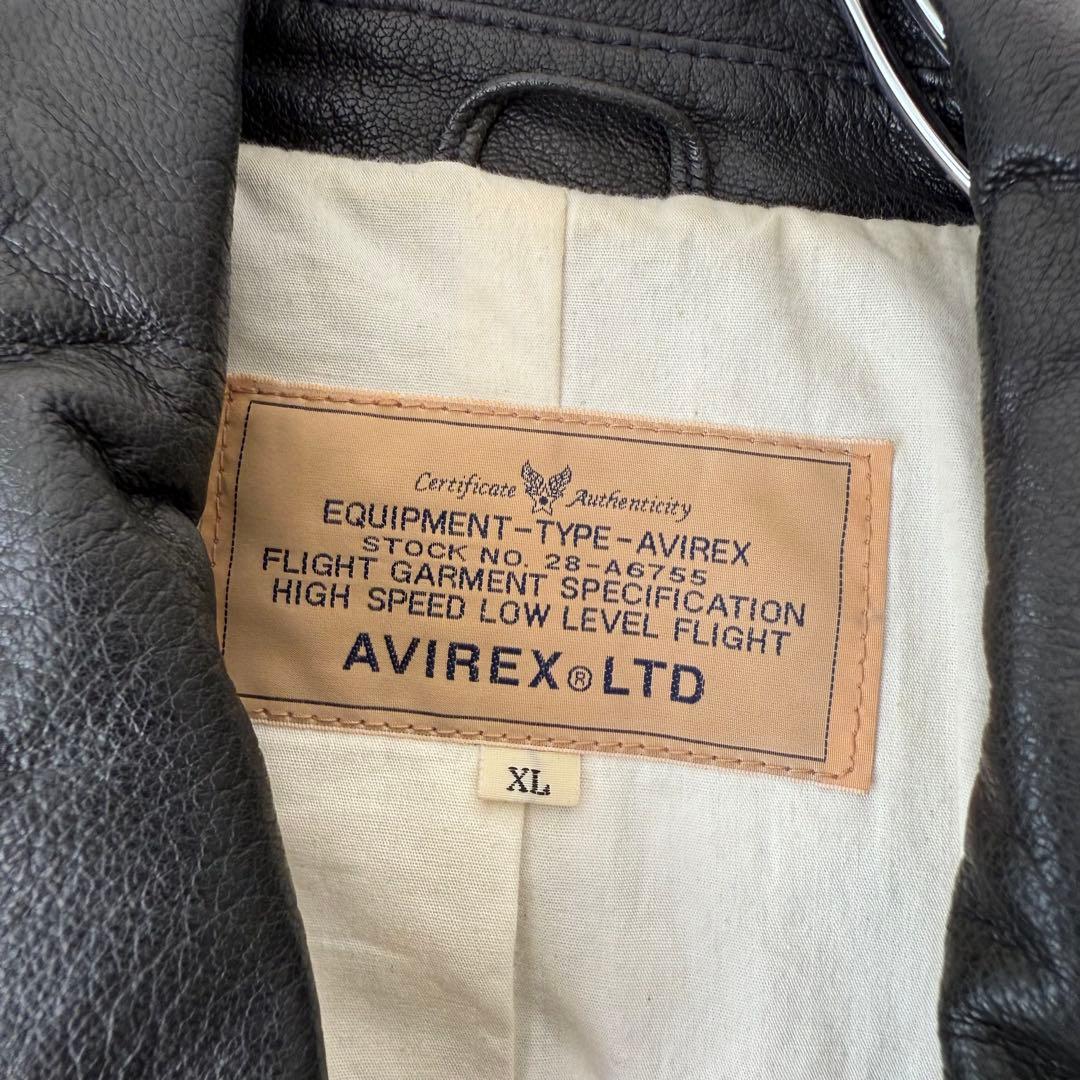 Certificate Authenticity
EQUIPMENT-TYPE-AVIREX
STOCK NO. 28-A6755
FLIGHT GARMENT SPECIFICATION
HIGH SPEED LOW LEVEL FLIGHT
AVIREX® LTD
XL